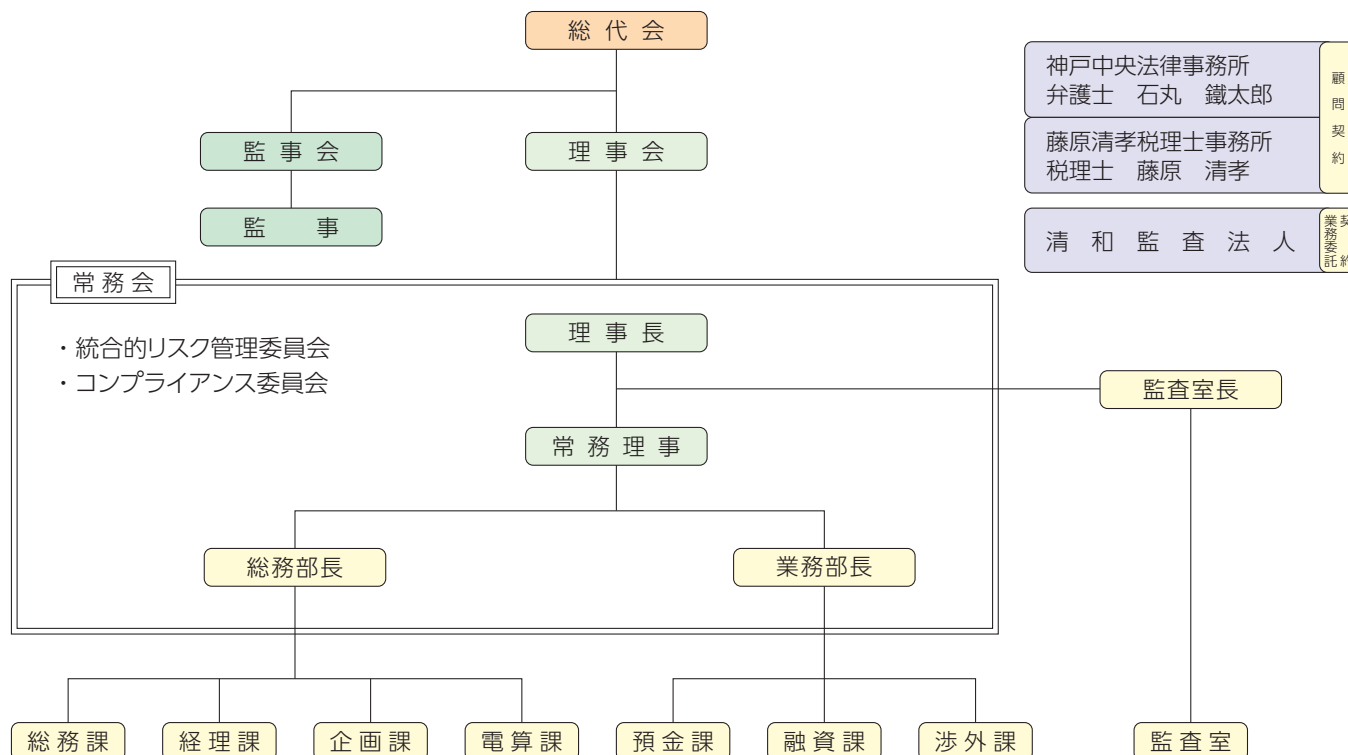 総代会
神戸中央法律事務所
弁護士　石丸　鐵太郎
顧問契約
藤原清孝税理士事務所
税理士　藤原　清孝
監事会
理事会
監　事
清和監査法人
業務委託契約
常務会
・統合的リスク管理委員会
・コンプライアンス委員会
理事長
監査室長
常務理事
総務部長
業務部長
総務課
経理課
企画課
電算課
預金課
融資課
渉外課
監査室